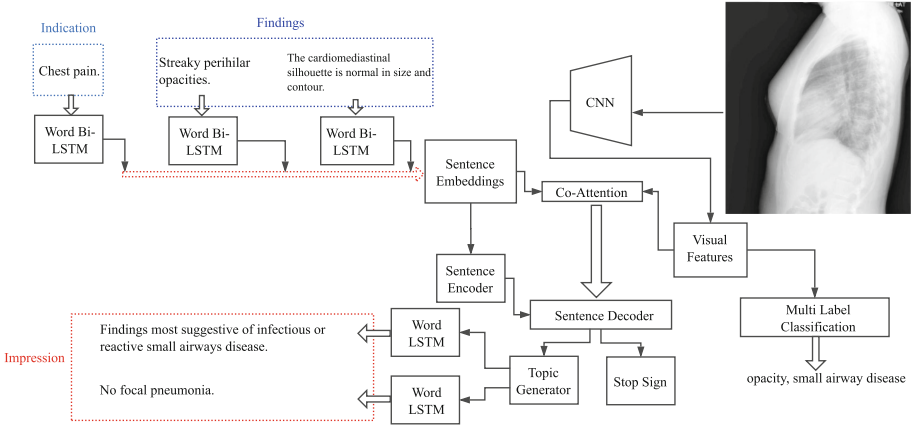 Indication
Findings
Chest pain.
Streaky perihilar
opacities.
The cardiomediastinal
silhouette is normal in size and
contour.
CNN
Word Bi-
LSTM
Word Bi-
LSTM
Word Bi-
LSTM
Sentence
Embeddings
Co-Attention
Visual
Features
Sentence
Encoder
Sentence Decoder
Multi Label
Classification
Impression
Findings most suggestive of infectious or
reactive small airways disease.
No focal pneumonia.
Word
LSTM
Word
LSTM
Topic
Generator
Stop Sign
opacity, small airway disease